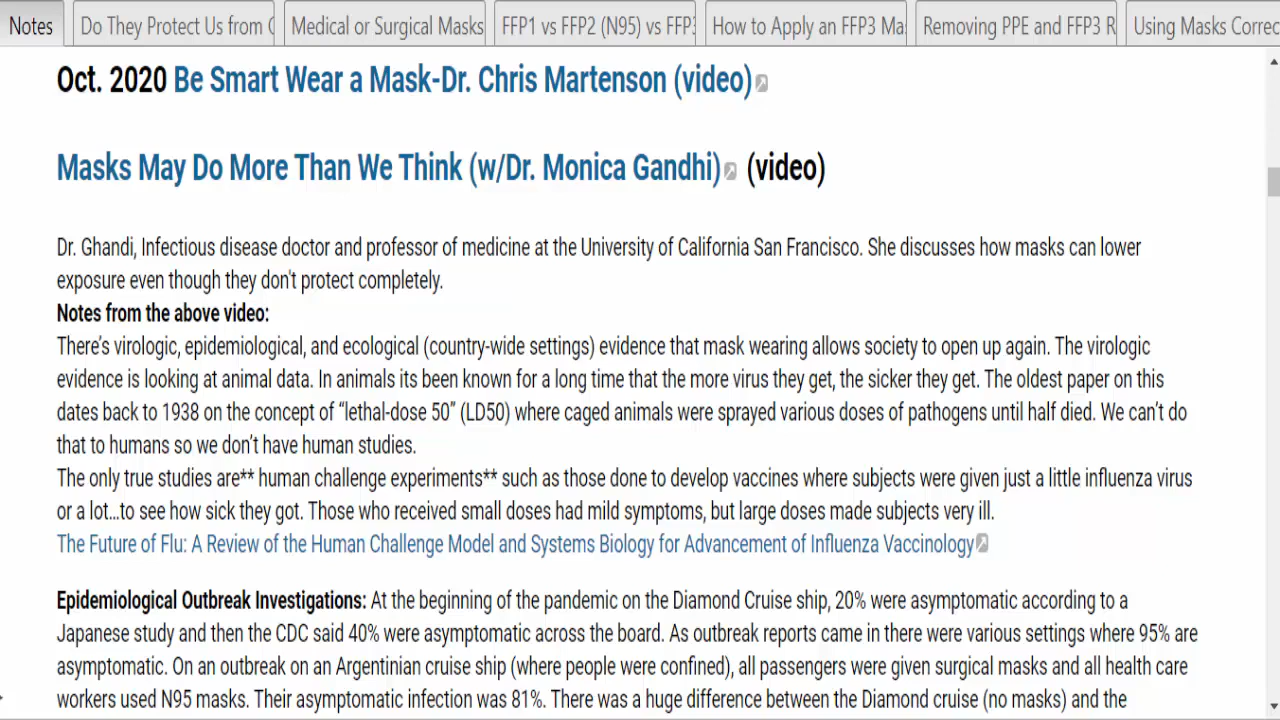 Notes
Do They Protect Us from
Medical or Surgical Masks
FFP1 vs FFP2 (N95) vs FFP3
How to Apply an FFP3 Ma
Removing PPE and FFP3 R
Using Masks Correc
Oct. 2020 Be Smart Wear a Mask-Dr. Chris Martenson (video)
Masks May Do More Than We Think (w/Dr. Monica Gandhi) (video)
Dr. Ghandi, Infectious disease doctor and professor of medicine at the University of California San Francisco. She discusses how masks can lower
exposure even though they don't protect completely.
Notes from the above video:
There's virologic, epidemiological, and ecological (country-wide settings) evidence that mask wearing allows society to open up again. The virologic
evidence is looking at animal data. In animals its been known for a long time that the more virus they get, the sicker they get. The oldest paper on this
dates back to 1938 on the concept of “lethal-dose 50” (LD50) where caged animals were sprayed various doses of pathogens until half died. We can't do
that to humans so we don't have human studies.
The only true studies are** human challenge experiments** such as those done to develop vaccines where subjects were given just a little influenza virus
or a lot...to see how sick they got. Those who received small doses had mild symptoms, but large doses made subjects very ill.
The Future of Flu: A Review of the Human Challenge Model and Systems Biology for Advancement of Influenza Vaccinology
Epidemiological Outbreak Investigations: At the beginning of the pandemic on the Diamond Cruise ship, 20% were asymptomatic according to a
Japanese study and then the CDC said 40% were asymptomatic across the board. As outbreak reports came in there were various settings where 95% are
asymptomatic. On an outbreak on an Argentinian cruise ship (where people were confined), all passengers were given surgical masks and all health care
workers used N95 masks. Their asymptomatic infection was 81%. There was a huge difference between the Diamond cruise (no masks) and the